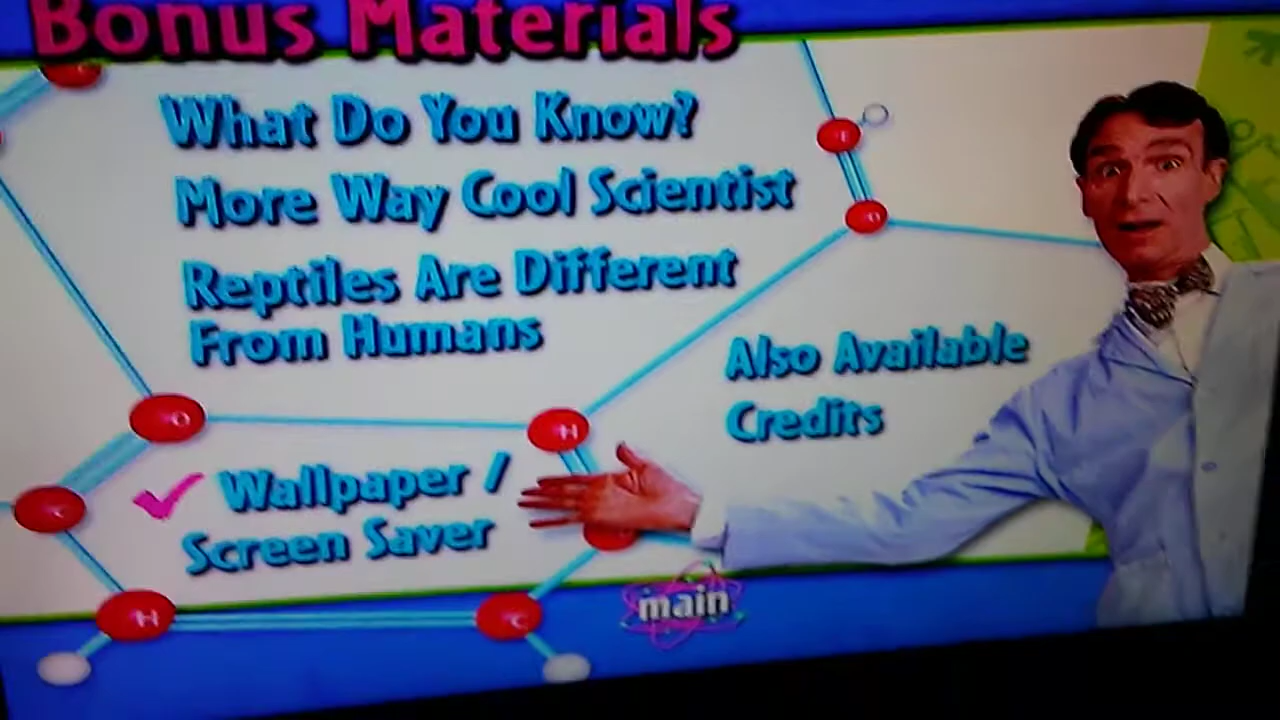 Bonus Materials
What Do You Know?
More Way Cool Scientist
Reptiles Are Different
From Humans
Also Available
Credits
O
H
C
Wallpaper /
Screen Saver
H
C
main